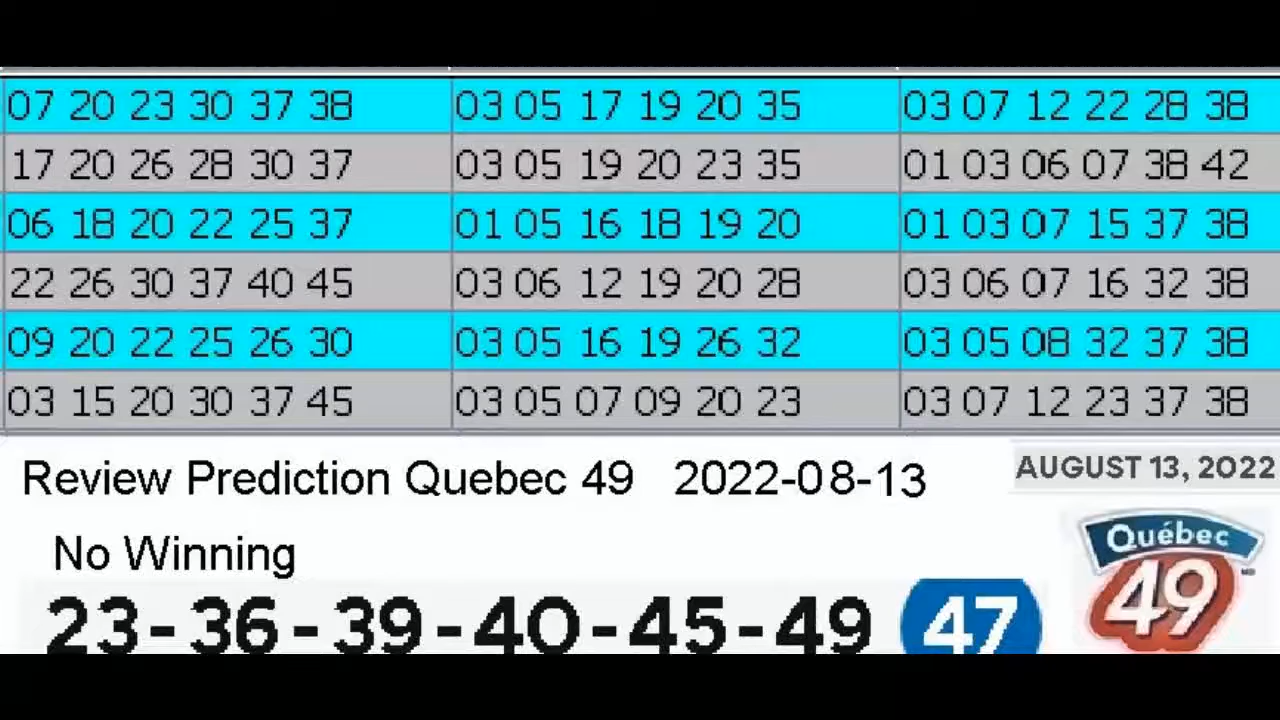 07 20 23 30 37 38 03 05 17 19 20 35 03 07 12 22 28 38
17 20 26 28 30 37 03 05 19 20 23 35 01 03 06 07 38 42
06 18 20 22 25 37 01 05 16 18 19 20 01 03 07 15 37 38
22 26 30 37 40 45 03 06 12 19 20 28 03 06 07 16 32 38
09 20 22 25 26 30 03 05 16 19 26 32 03 05 08 32 37 38
03 15 20 30 37 45 03 05 07 09 20 23 03 07 12 23 37 38
Review Prediction Quebec 49 2022-08-13
AUGUST 13, 2022
No Winning
Québec
49
23-36-39-40-45-49 47